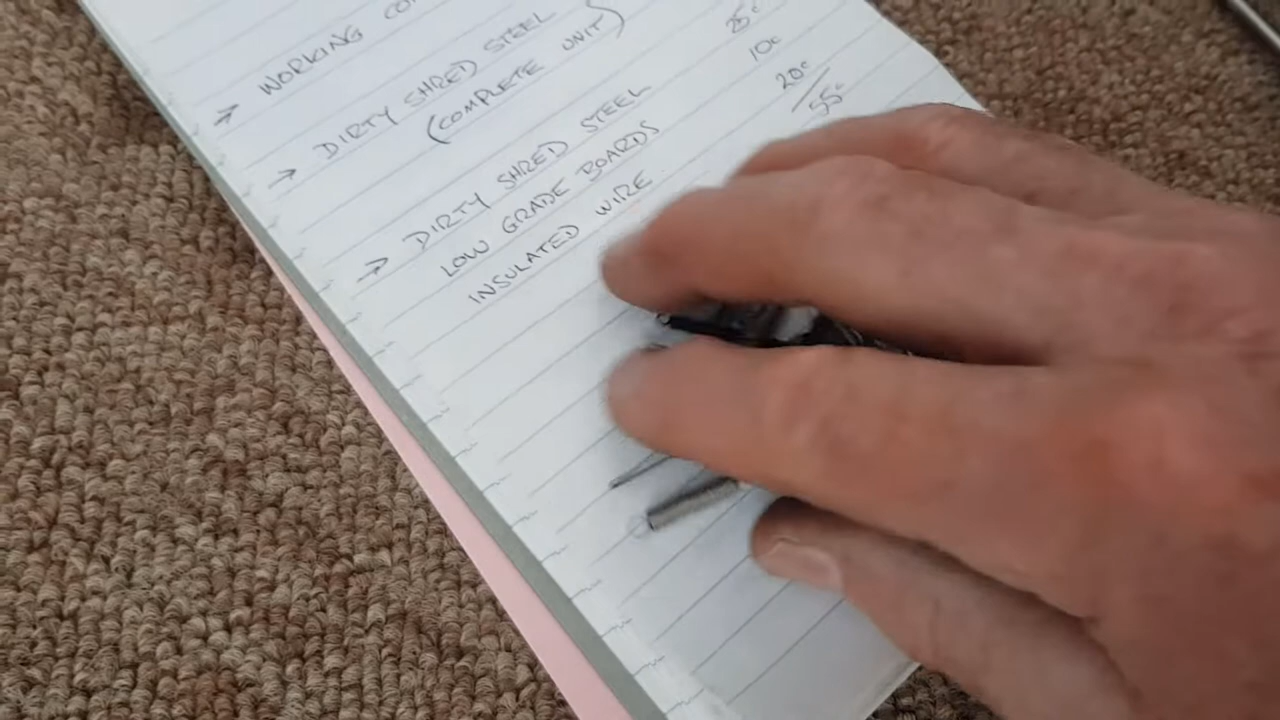 → WORKING
→ DIRTY SHRED STEEL
(COMPLETE UNIT) 25c
→ DIRTY SHRED STEEL 10c
LOW GRADE BOARDS 20c
INSULATED WIRE 55c